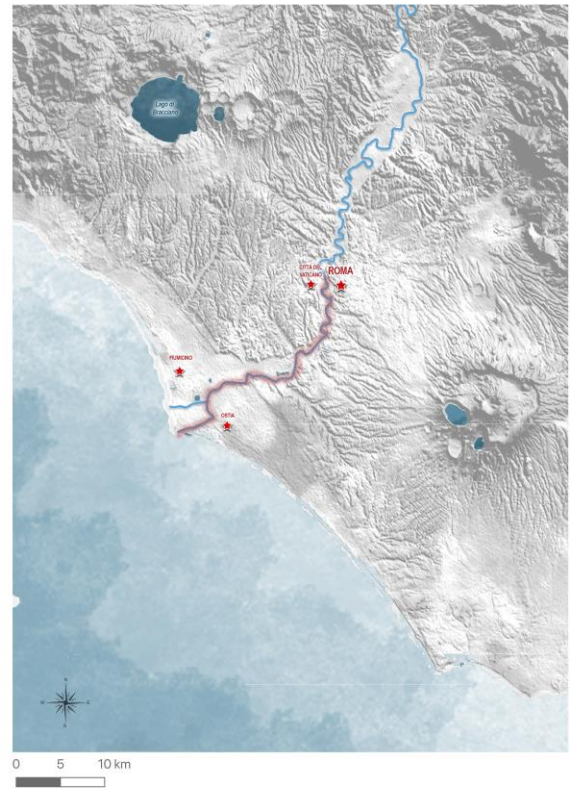 Lago di
Bracciano
CITTÀ DEL
VATICANO
ROMA
FIUMICINO
OSTIA
N
0 5 10 km